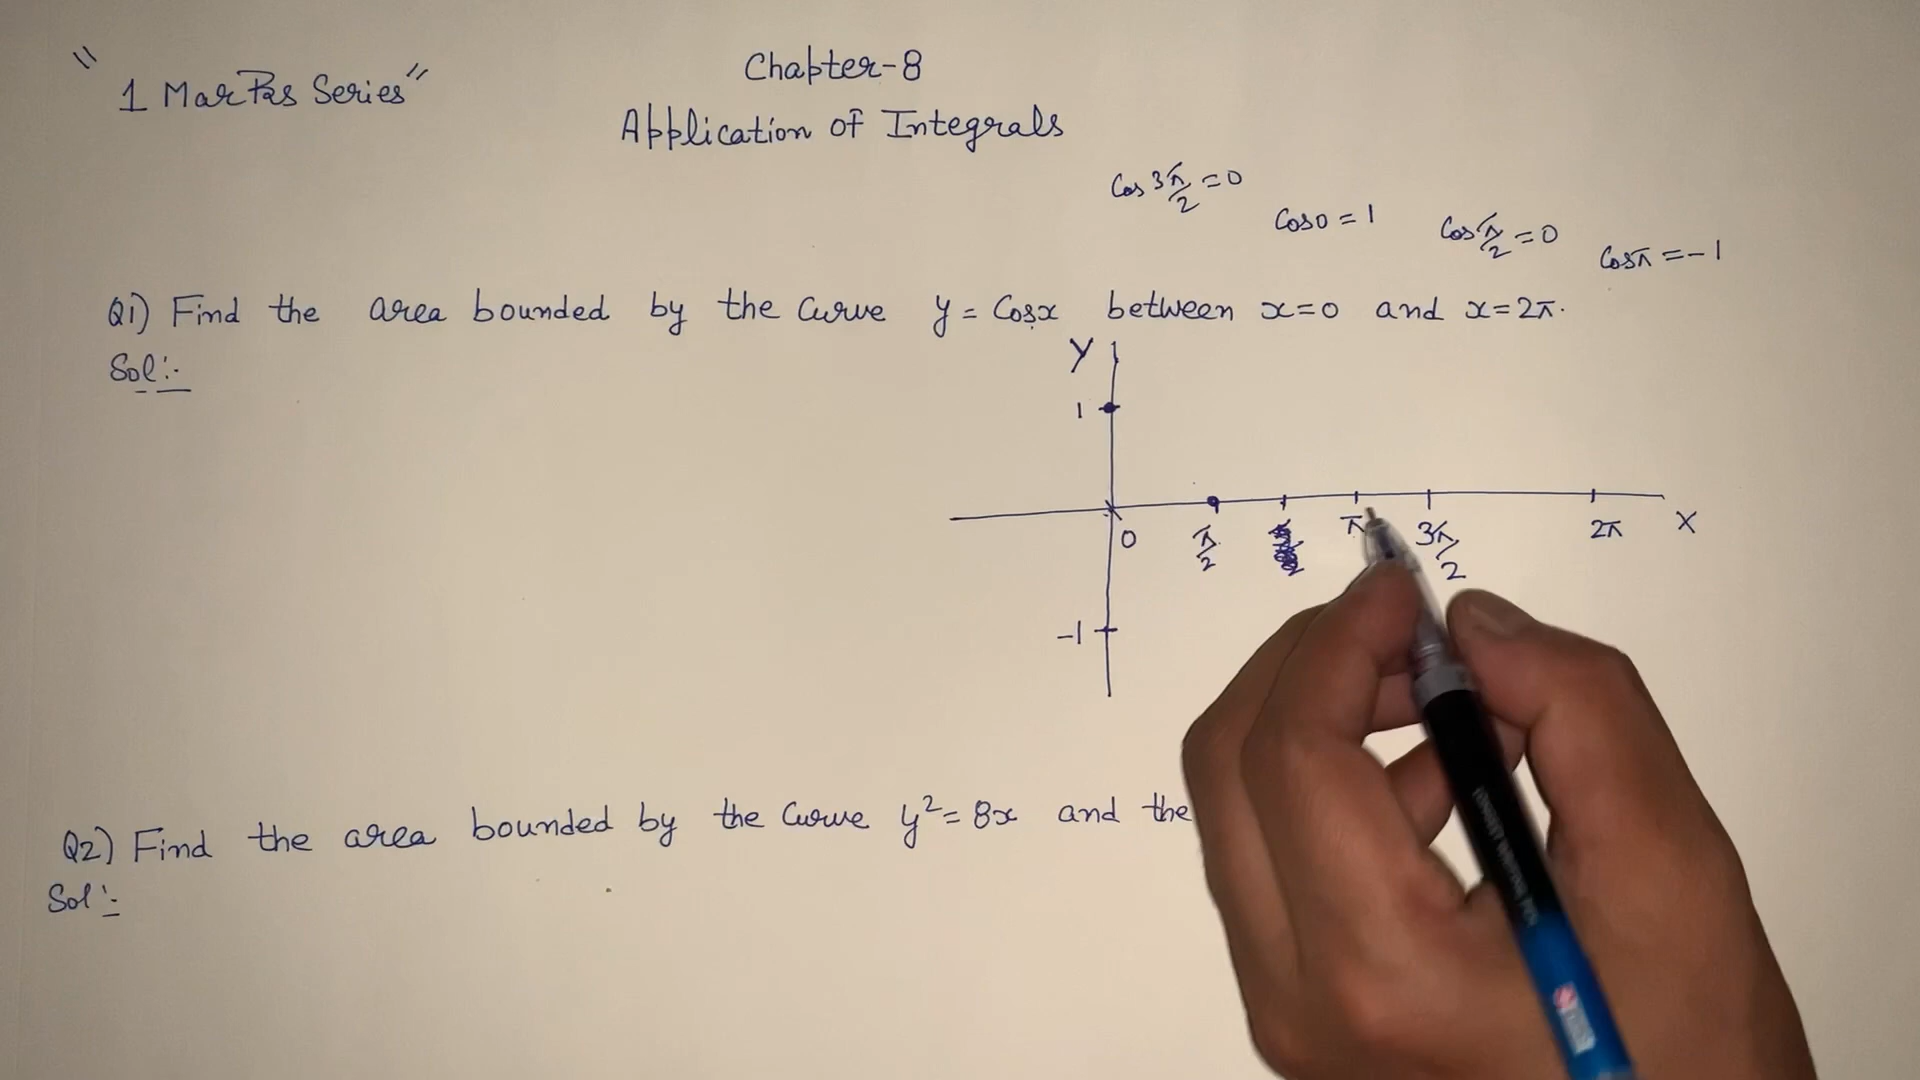 "1 Marks Series"
Chapter-8
Application of Integrals
Cos 3π/2 = 0
Cos0 = 1
Cos π/2 = 0
Cosπ = -1
Q1) Find the area bounded by the Curve y = Cosx between x=0 and x=2π.
Sol:-
Y
1
0
π/2
π
3π/2
2π
X
-1
Q2) Find the area bounded by the Curve y²= 8x and the
Sol:-